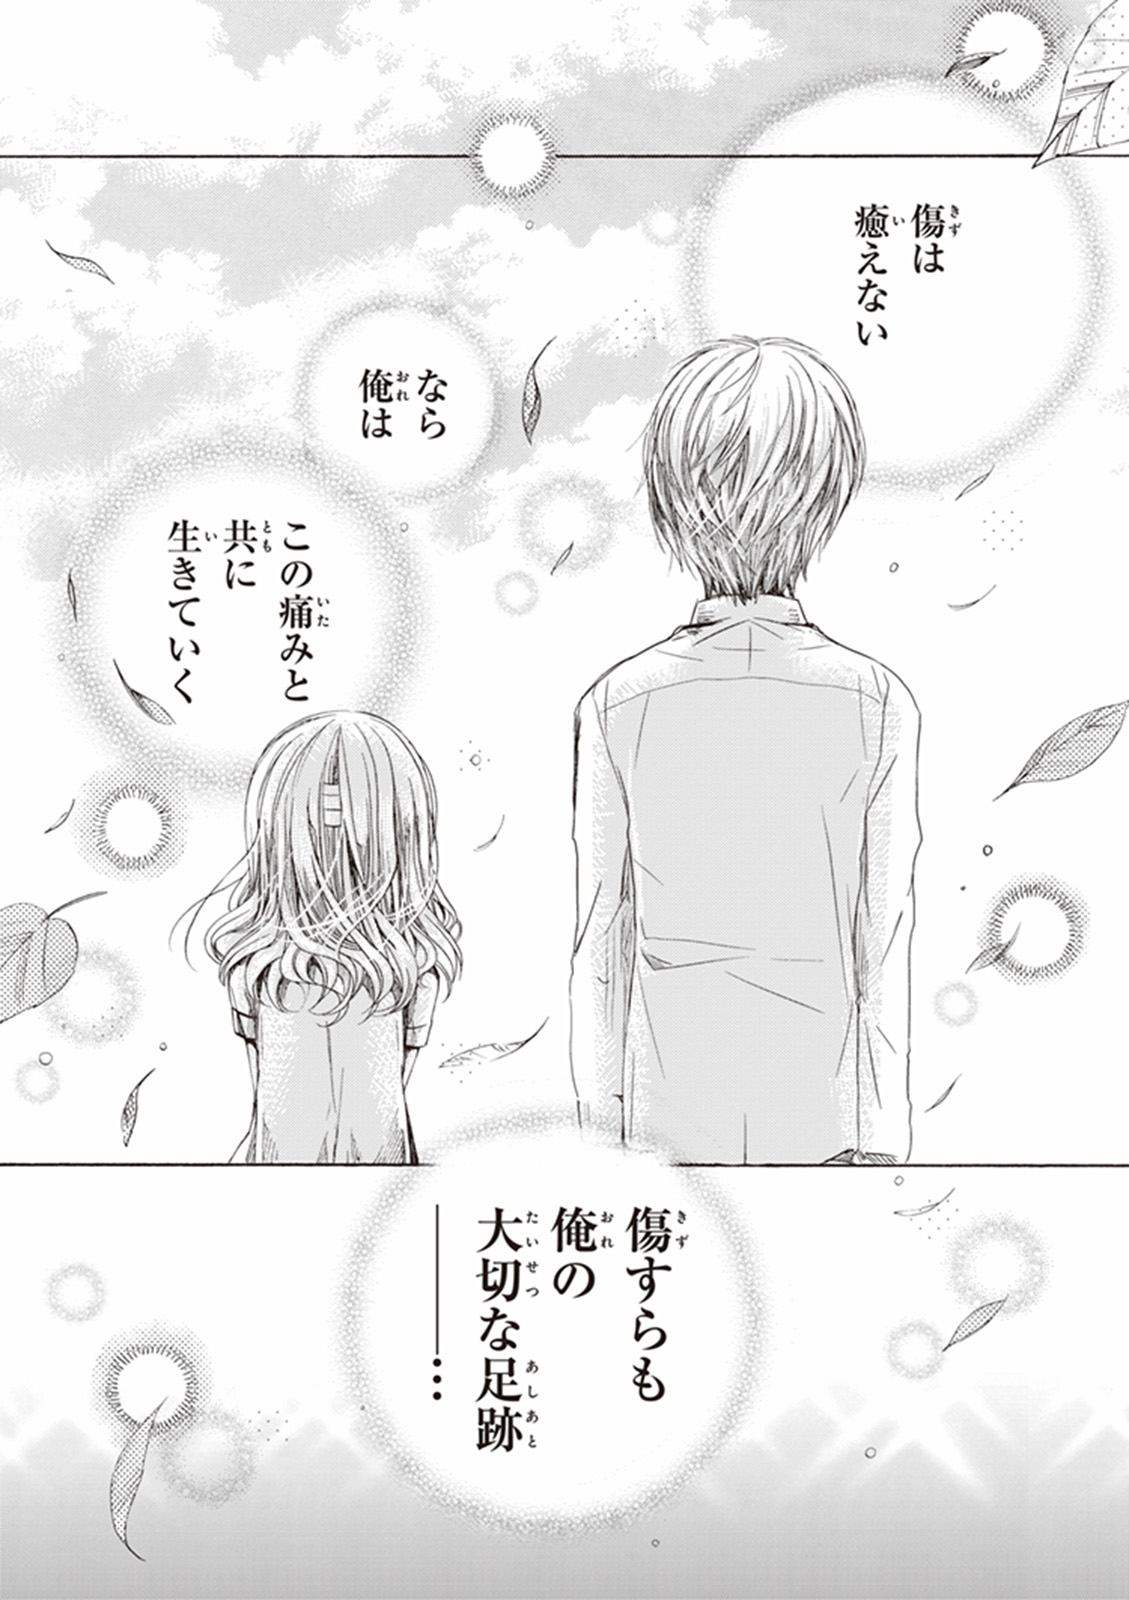 傷は
癒えない
なら
俺は
この痛みと
共に
生きていく
傷すらも
俺の
大切な足跡
――…